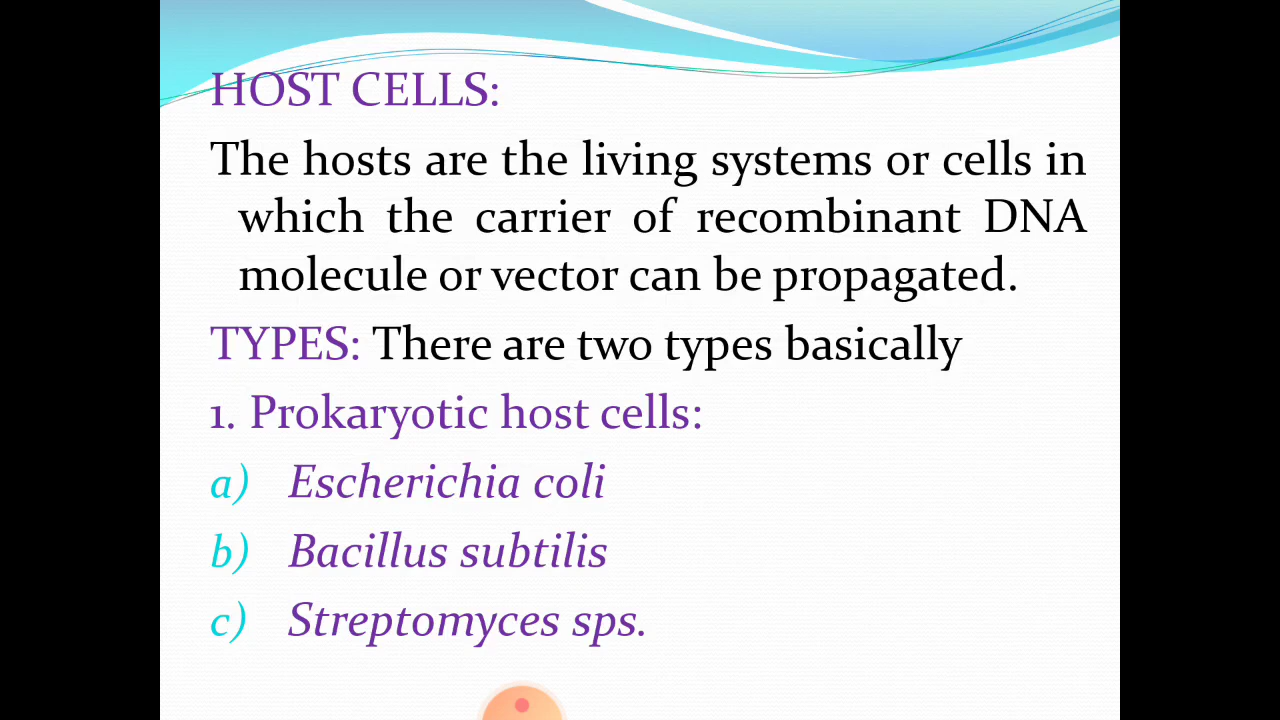 HOST CELLS:
The hosts are the living systems or cells in
which the carrier of recombinant DNA
molecule or vector can be propagated.
TYPES: There are two types basically
1. Prokaryotic host cells:
a) Escherichia coli
b) Bacillus subtilis
c) Streptomyces sps.